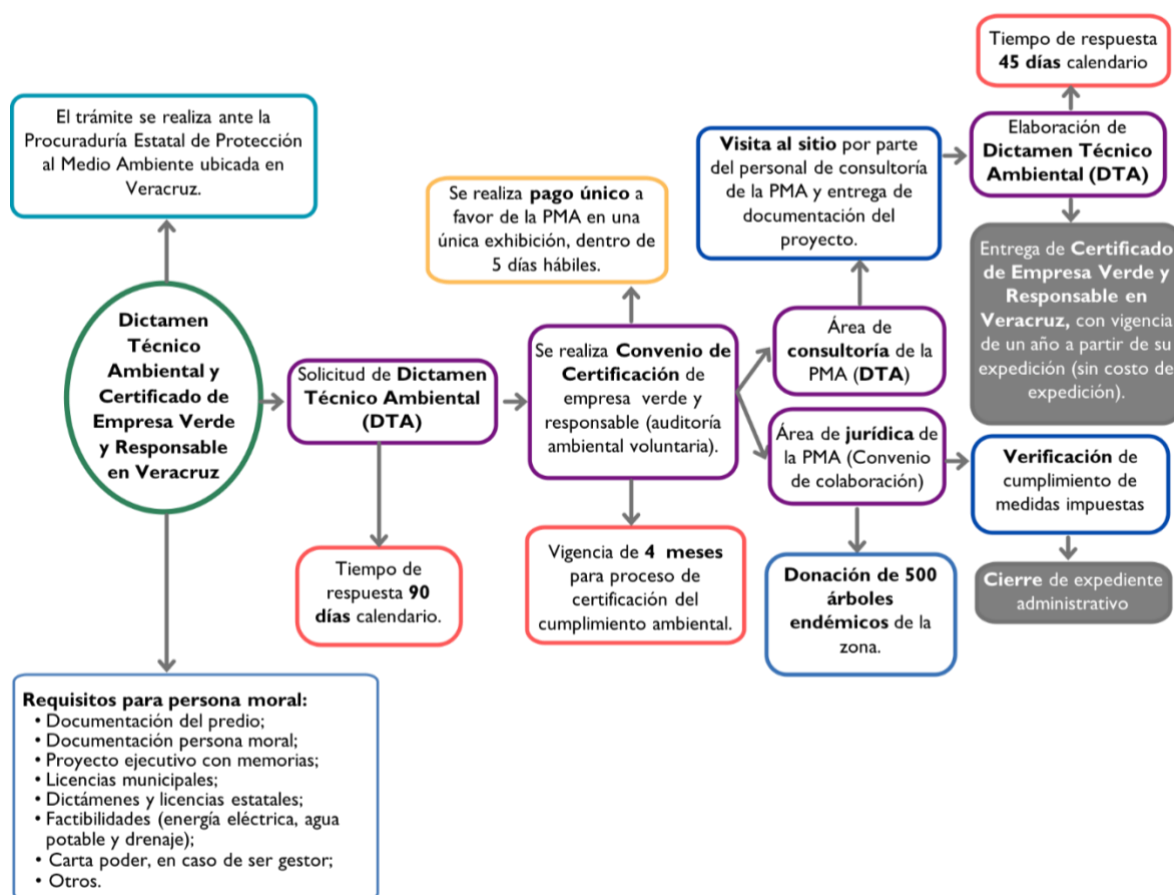 El trámite se realiza ante la
Procuraduría Estatal de Protección
al Medio Ambiente ubicada en
Veracruz.
Dictamen
Técnico
Ambiental y
Certificado de
Empresa Verde
y Responsable
en Veracruz
Requisitos para persona moral:
• Documentación del predio;
• Documentación persona moral;
• Proyecto ejecutivo con memorias;
• Licencias municipales;
• Dictámenes y licencias estatales;
• Factibilidades (energía eléctrica, agua
potable y drenaje);
• Carta poder, en caso de ser gestor;
• Otros.
Solicitud de Dictamen
Técnico Ambiental
(DTA)
Tiempo de
respuesta 90
días calendario.
Se realiza pago único a
favor de la PMA en una
única exhibición, dentro de
5 días hábiles.
Se realiza Convenio de
Certificación de
empresa verde y
responsable (auditoría
ambiental voluntaria).
Vigencia de 4 meses
para proceso de
certificación del
cumplimiento ambiental.
Área de
consultoría de la
PMA (DTA)
Visita al sitio por parte
del personal de consultoría
de la PMA y entrega de
documentación del
proyecto.
Elaboración de
Dictamen Técnico
Ambiental (DTA)
Tiempo de respuesta
45 días calendario
Entrega de Certificado
de Empresa Verde y
Responsable en
Veracruz, con vigencia
de un año a partir de su
expedición (sin costo de
expedición).
Área de jurídica de
la PMA (Convenio
de colaboración)
Donación de 500
árboles
endémicos de la
zona.
Verificación de
cumplimiento de
medidas impuestas
Cierre de expediente
administrativo